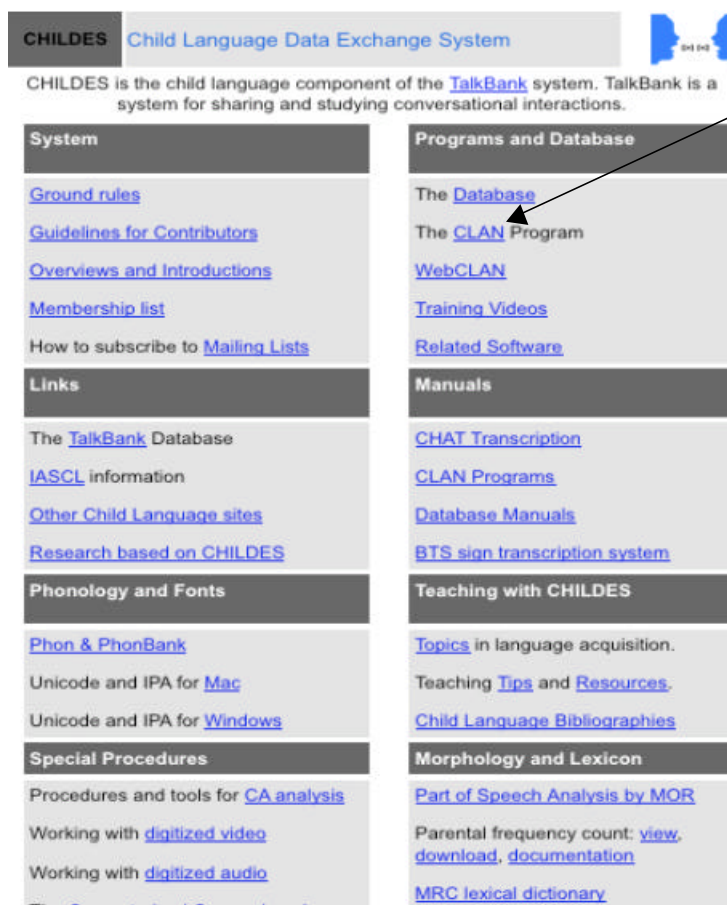 CHILDES Child Language Data Exchange System
CHILDES is the child language component of the TalkBank system. TalkBank is a
system for sharing and studying conversational interactions.
System
Ground rules
Guidelines for Contributors
Overviews and Introductions
Membership list
How to subscribe to Mailing Lists
Links
The TalkBank Database
IASCL information
Other Child Language sites
Research based on CHILDES
Phonology and Fonts
Phon & PhonBank
Unicode and IPA for Mac
Unicode and IPA for Windows
Special Procedures
Procedures and tools for CA analysis
Working with digitized video
Working with digitized audio
Programs and Database
The Database
The CLAN Program
WebCLAN
Training Videos
Related Software
Manuals
CHAT Transcription
CLAN Programs
Database Manuals
BTS sign transcription system
Teaching with CHILDES
Topics in language acquisition.
Teaching Tips and Resources.
Child Language Bibliographies
Morphology and Lexicon
Part of Speech Analysis by MOR
Parental frequency count: view,
download, documentation
MRC lexical dictionary